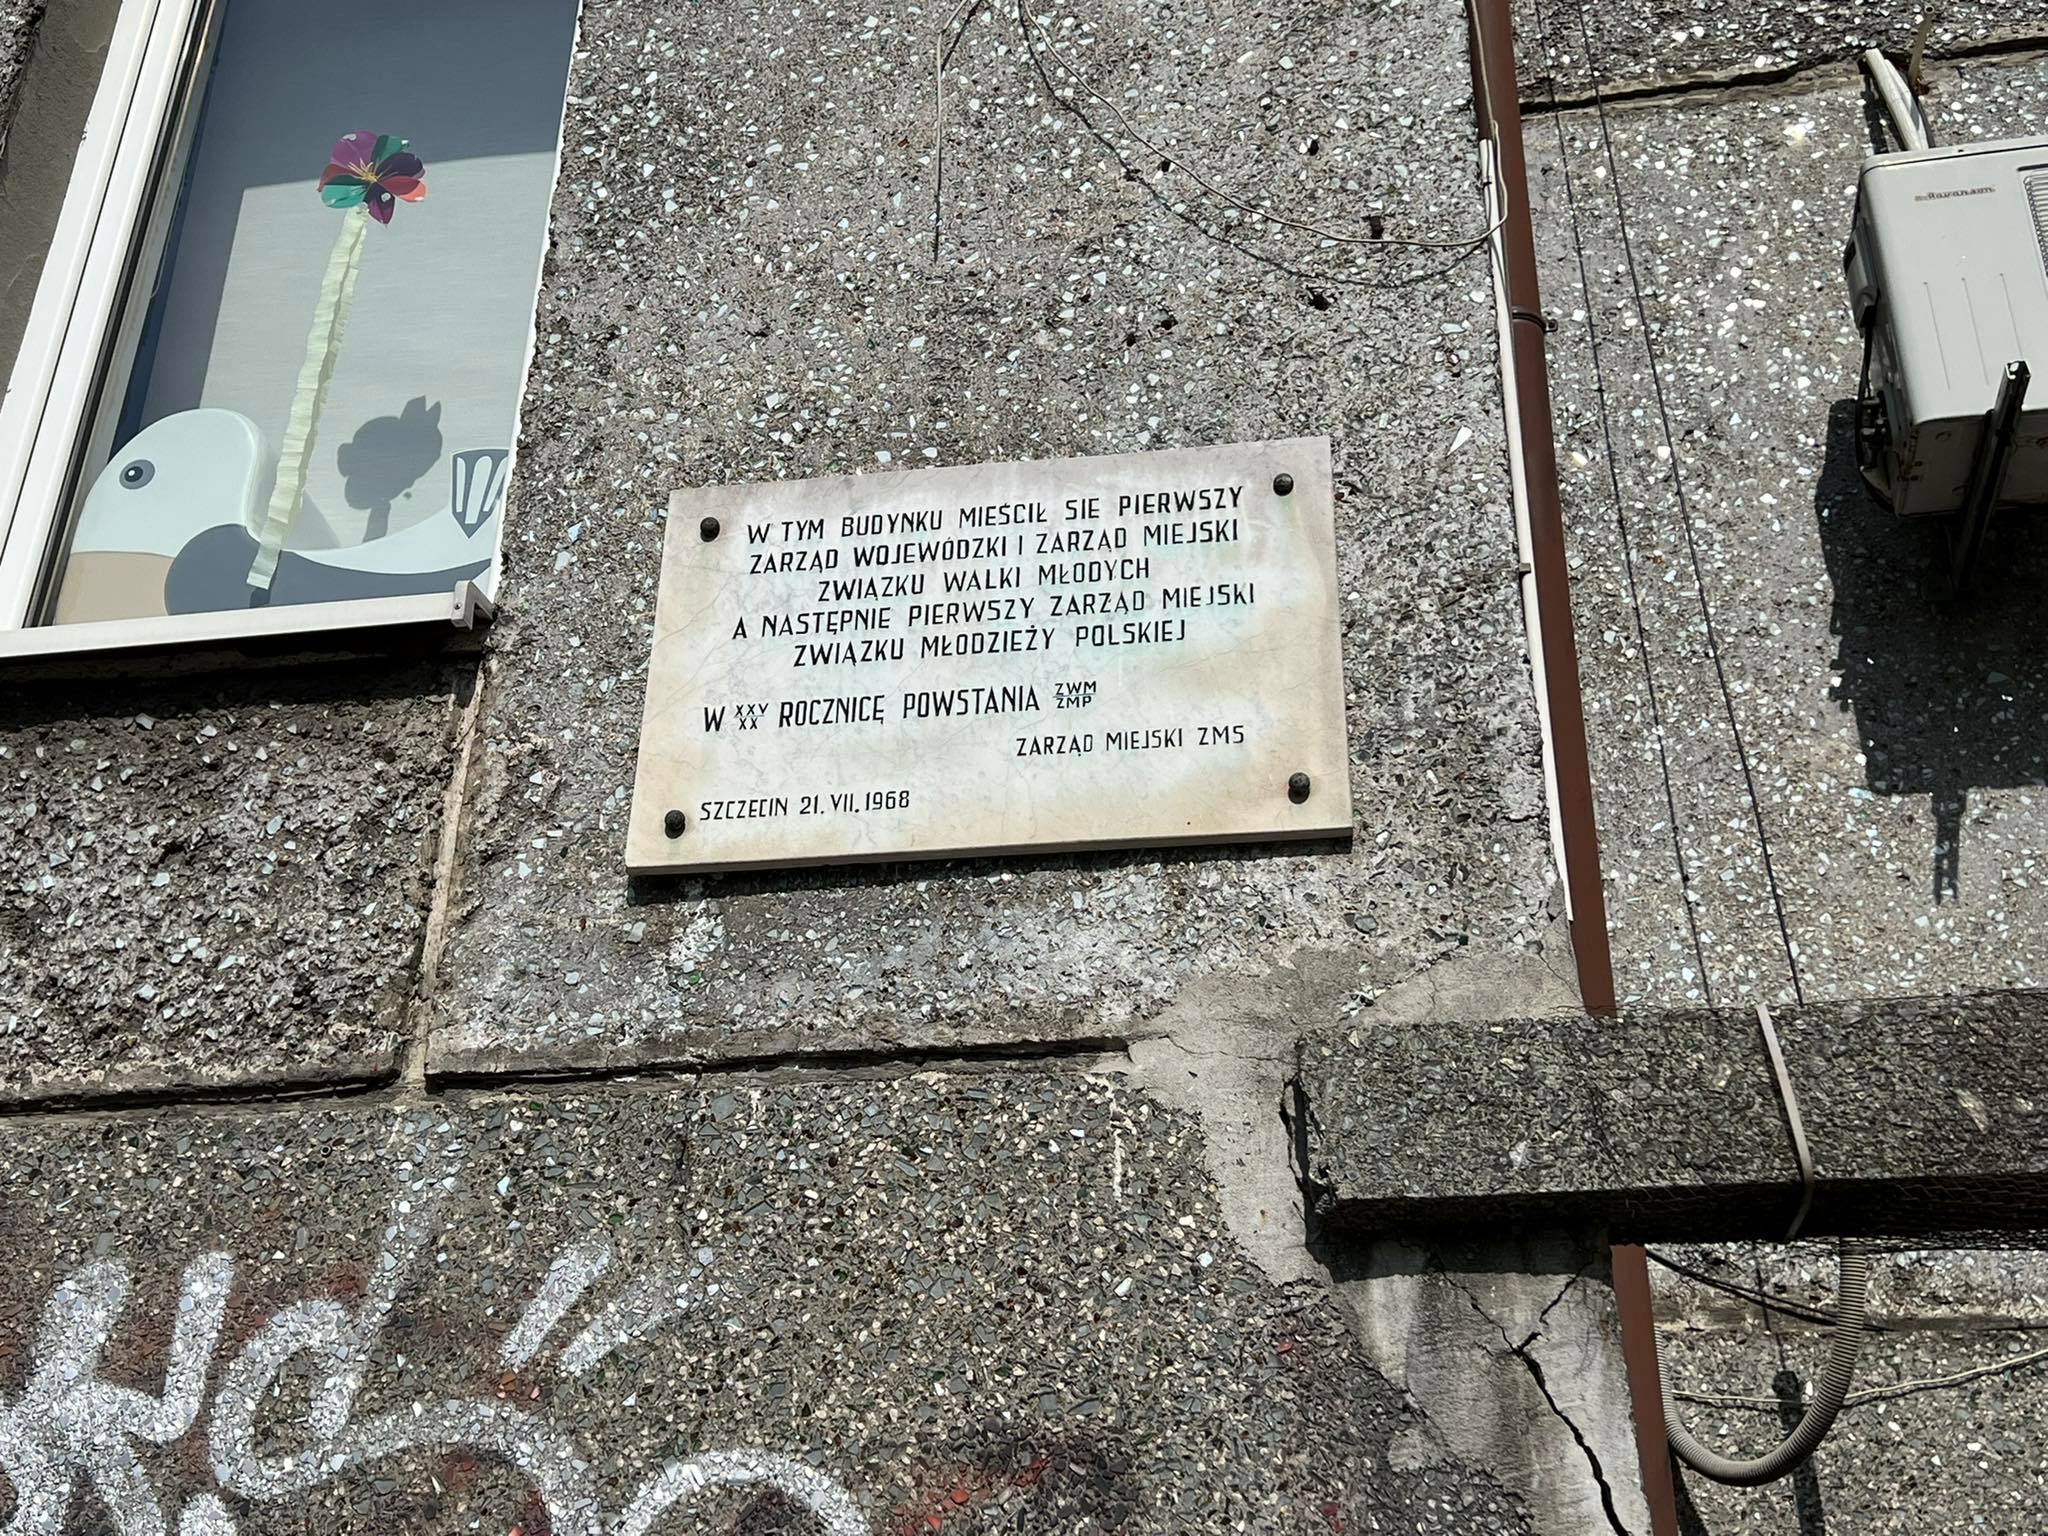 W TYM BUDYNKU MIEŚCIŁ SIE PIERWSZY
ZARZĄD WOJEWÓDZKI I ZARZĄD MIEJSKI
ZWIĄZKU WALKI MŁODYCH
A NASTĘPNIE PIERWSZY ZARZĄD MIEJSKI
ZWIĄZKU MŁODZIEŻY POLSKIEJ
W XXV/XX ROCZNICĘ POWSTANIA ZWM/ZMP
ZARZĄD MIEJSKI ZMS
SZCZECIN 21. VII. 1968